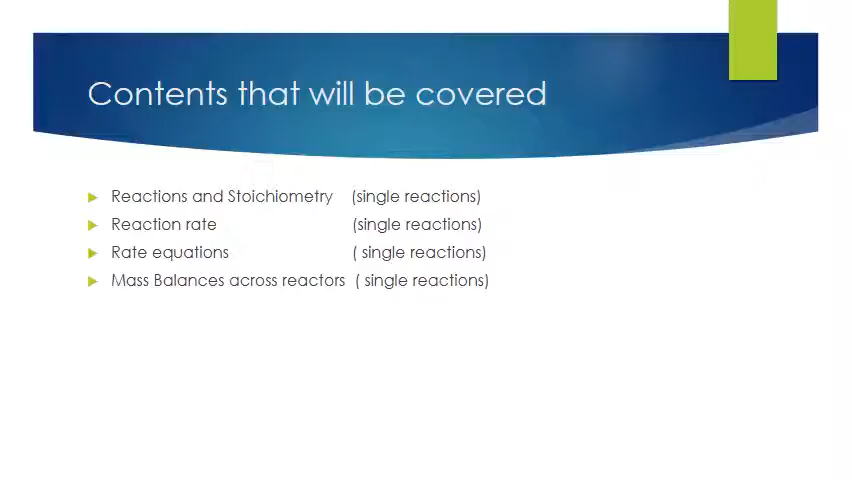 Contents that will be covered
Reactions and Stoichiometry (single reactions)
Reaction rate (single reactions)
Rate equations ( single reactions)
Mass Balances across reactors ( single reactions)